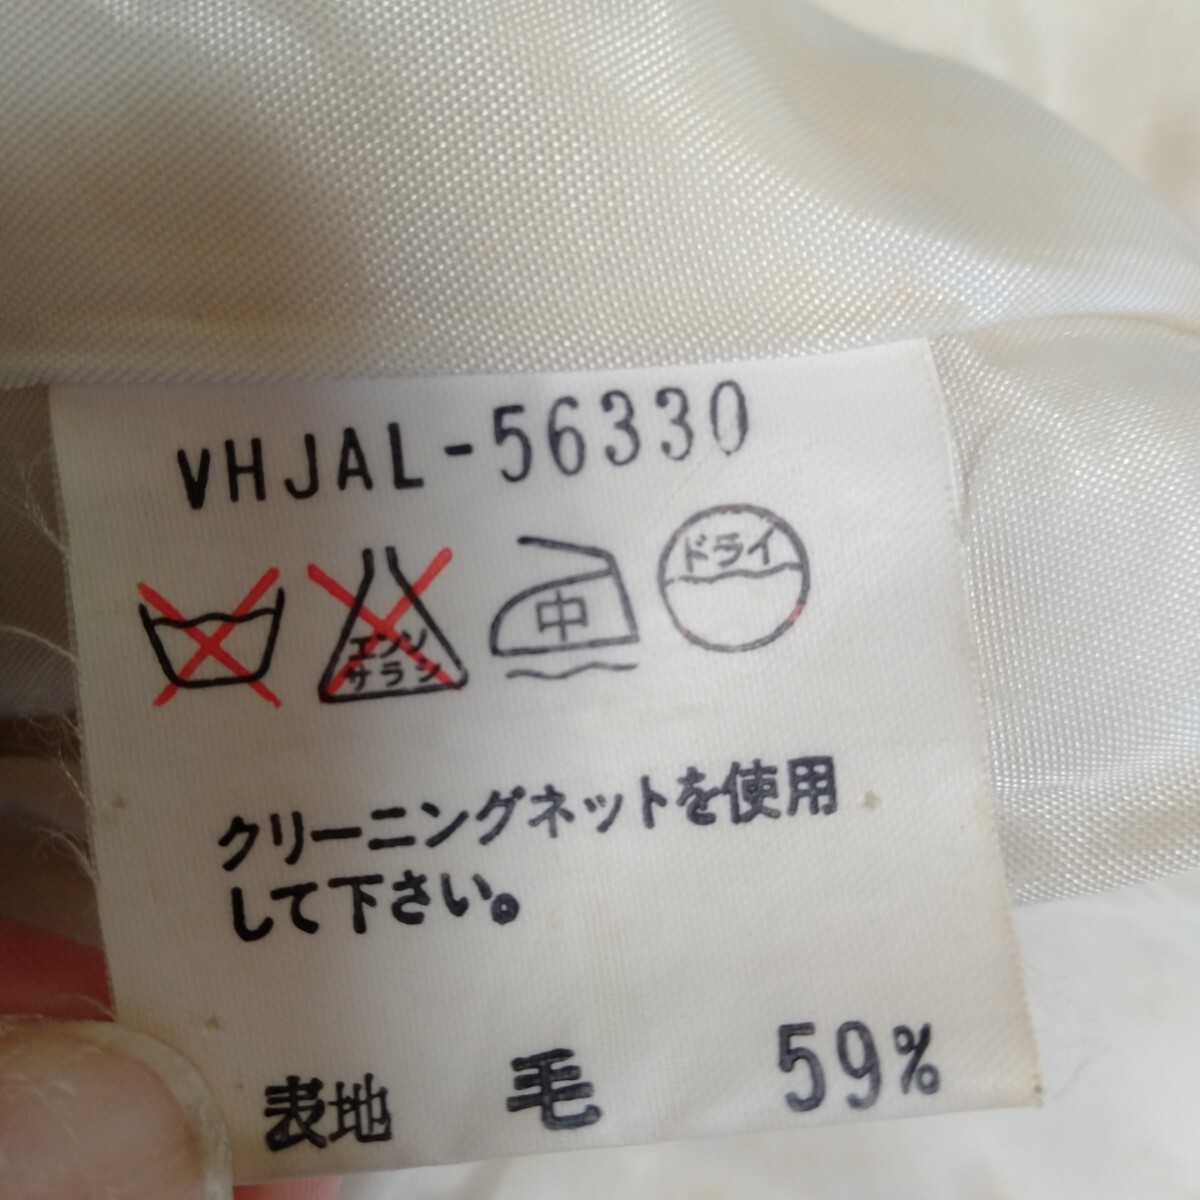 VHJAL-56330
エンソ
サラシ
中
ドライ
クリーニングネットを使用
して下さい。
表地 毛 59%